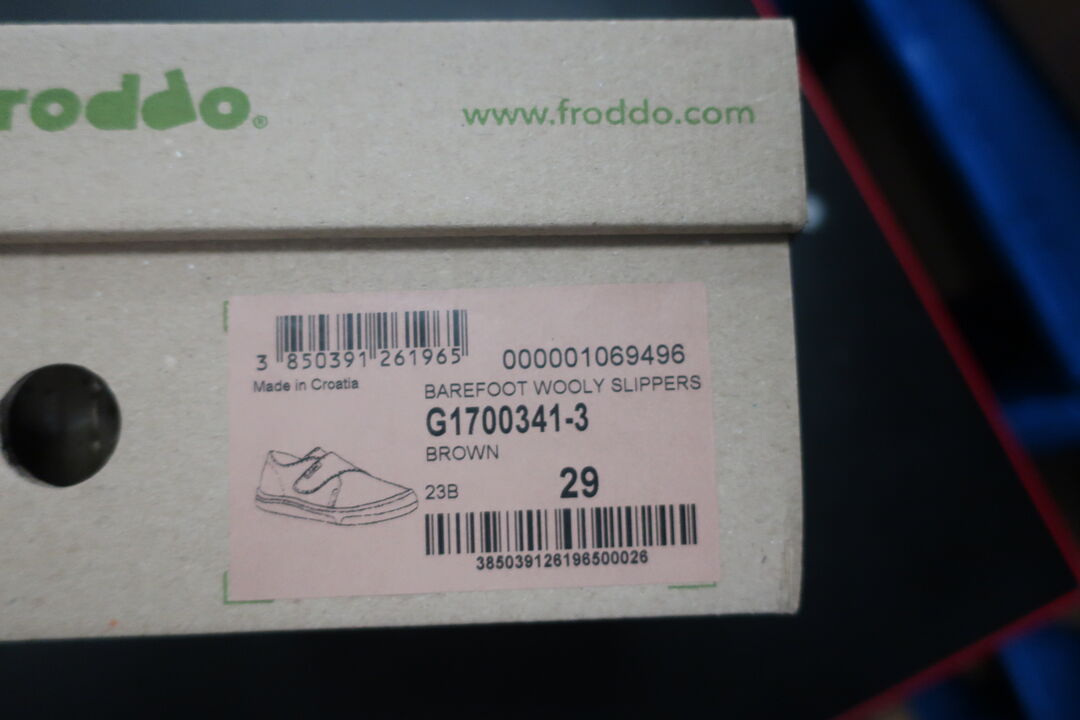 roddo®
www.froddo.com
3 850391 261965
000001069496
Made in Croatia
BAREFOOT WOOLY SLIPPERS
G1700341-3
BROWN
23B
29
385039126196500026